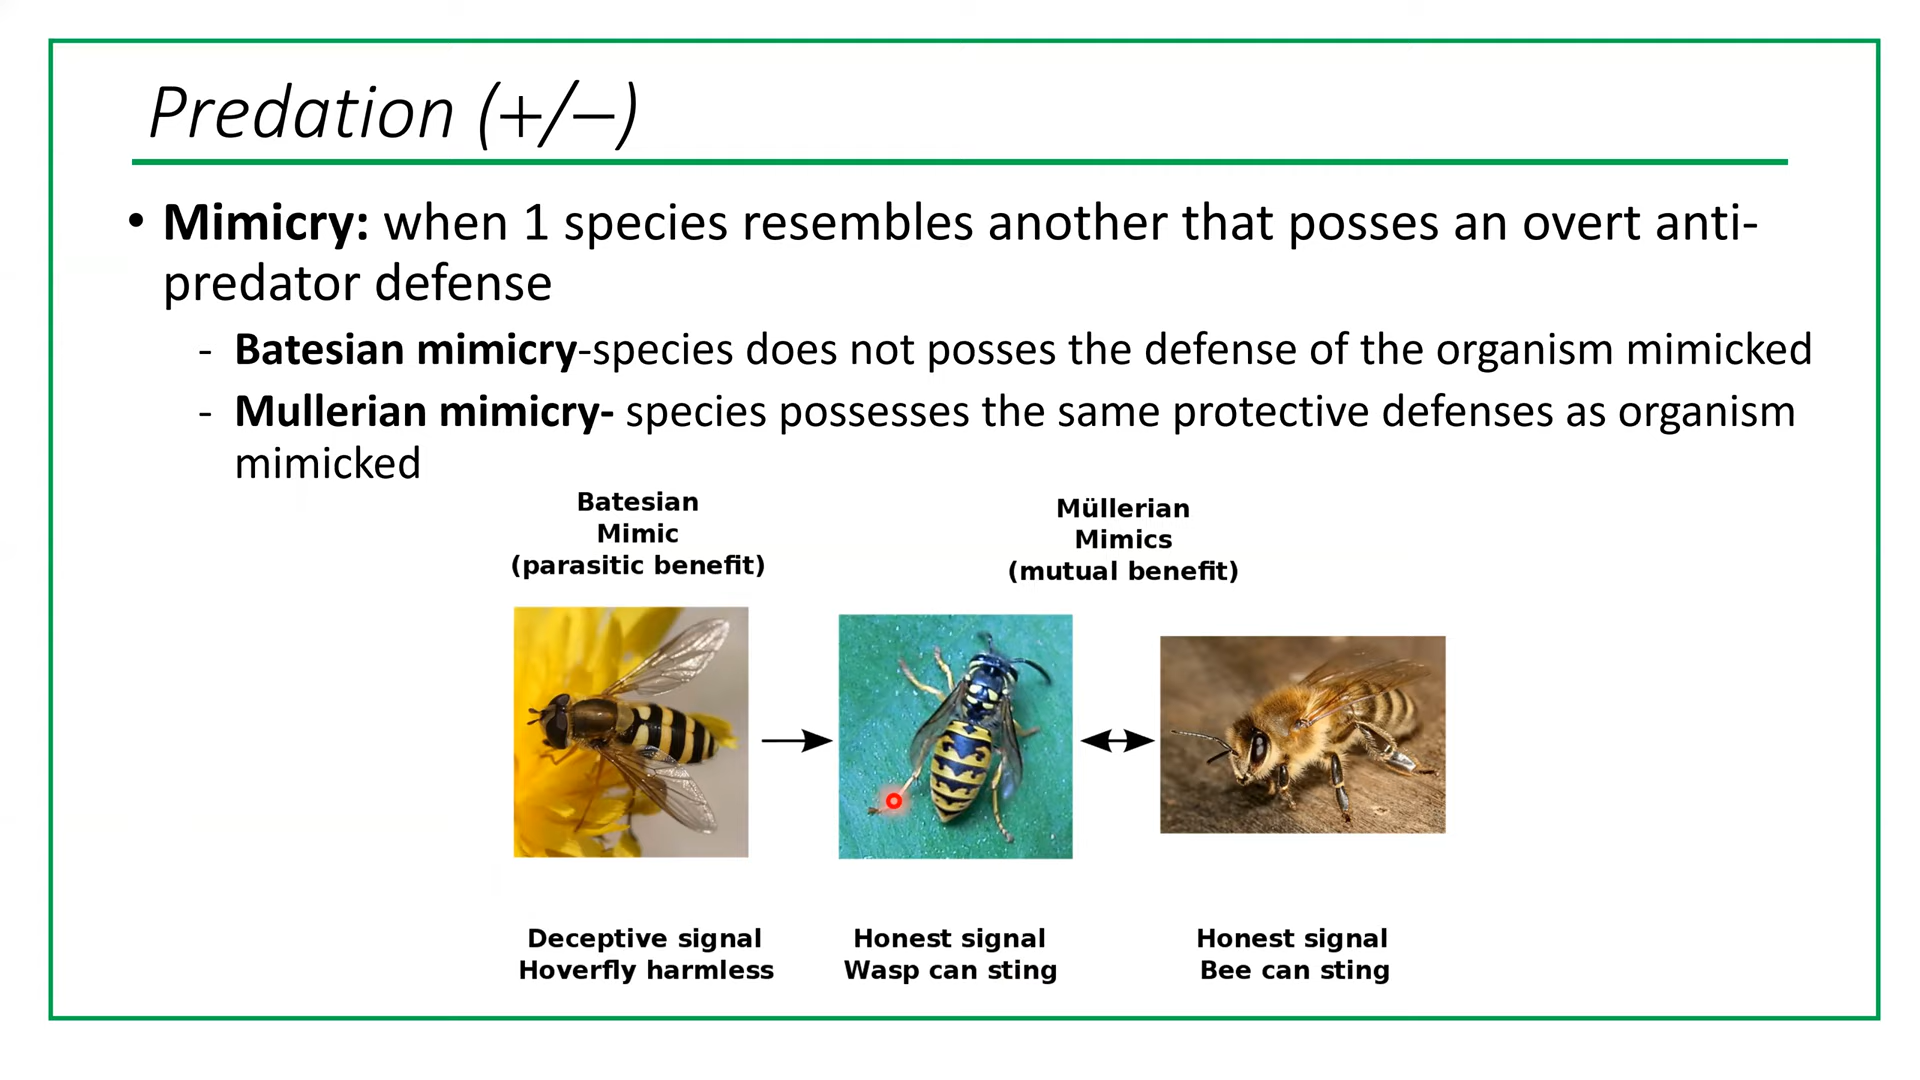 Predation (+/–)
• Mimicry: when 1 species resembles another that posses an overt anti-
predator defense
- Batesian mimicry-species does not posses the defense of the organism mimicked
- Mullerian mimicry- species possesses the same protective defenses as organism
mimicked
Batesian
Mimic
(parasitic benefit)
Müllerian
Mimics
(mutual benefit)
Deceptive signal
Hoverfly harmless
Honest signal
Wasp can sting
Honest signal
Bee can sting